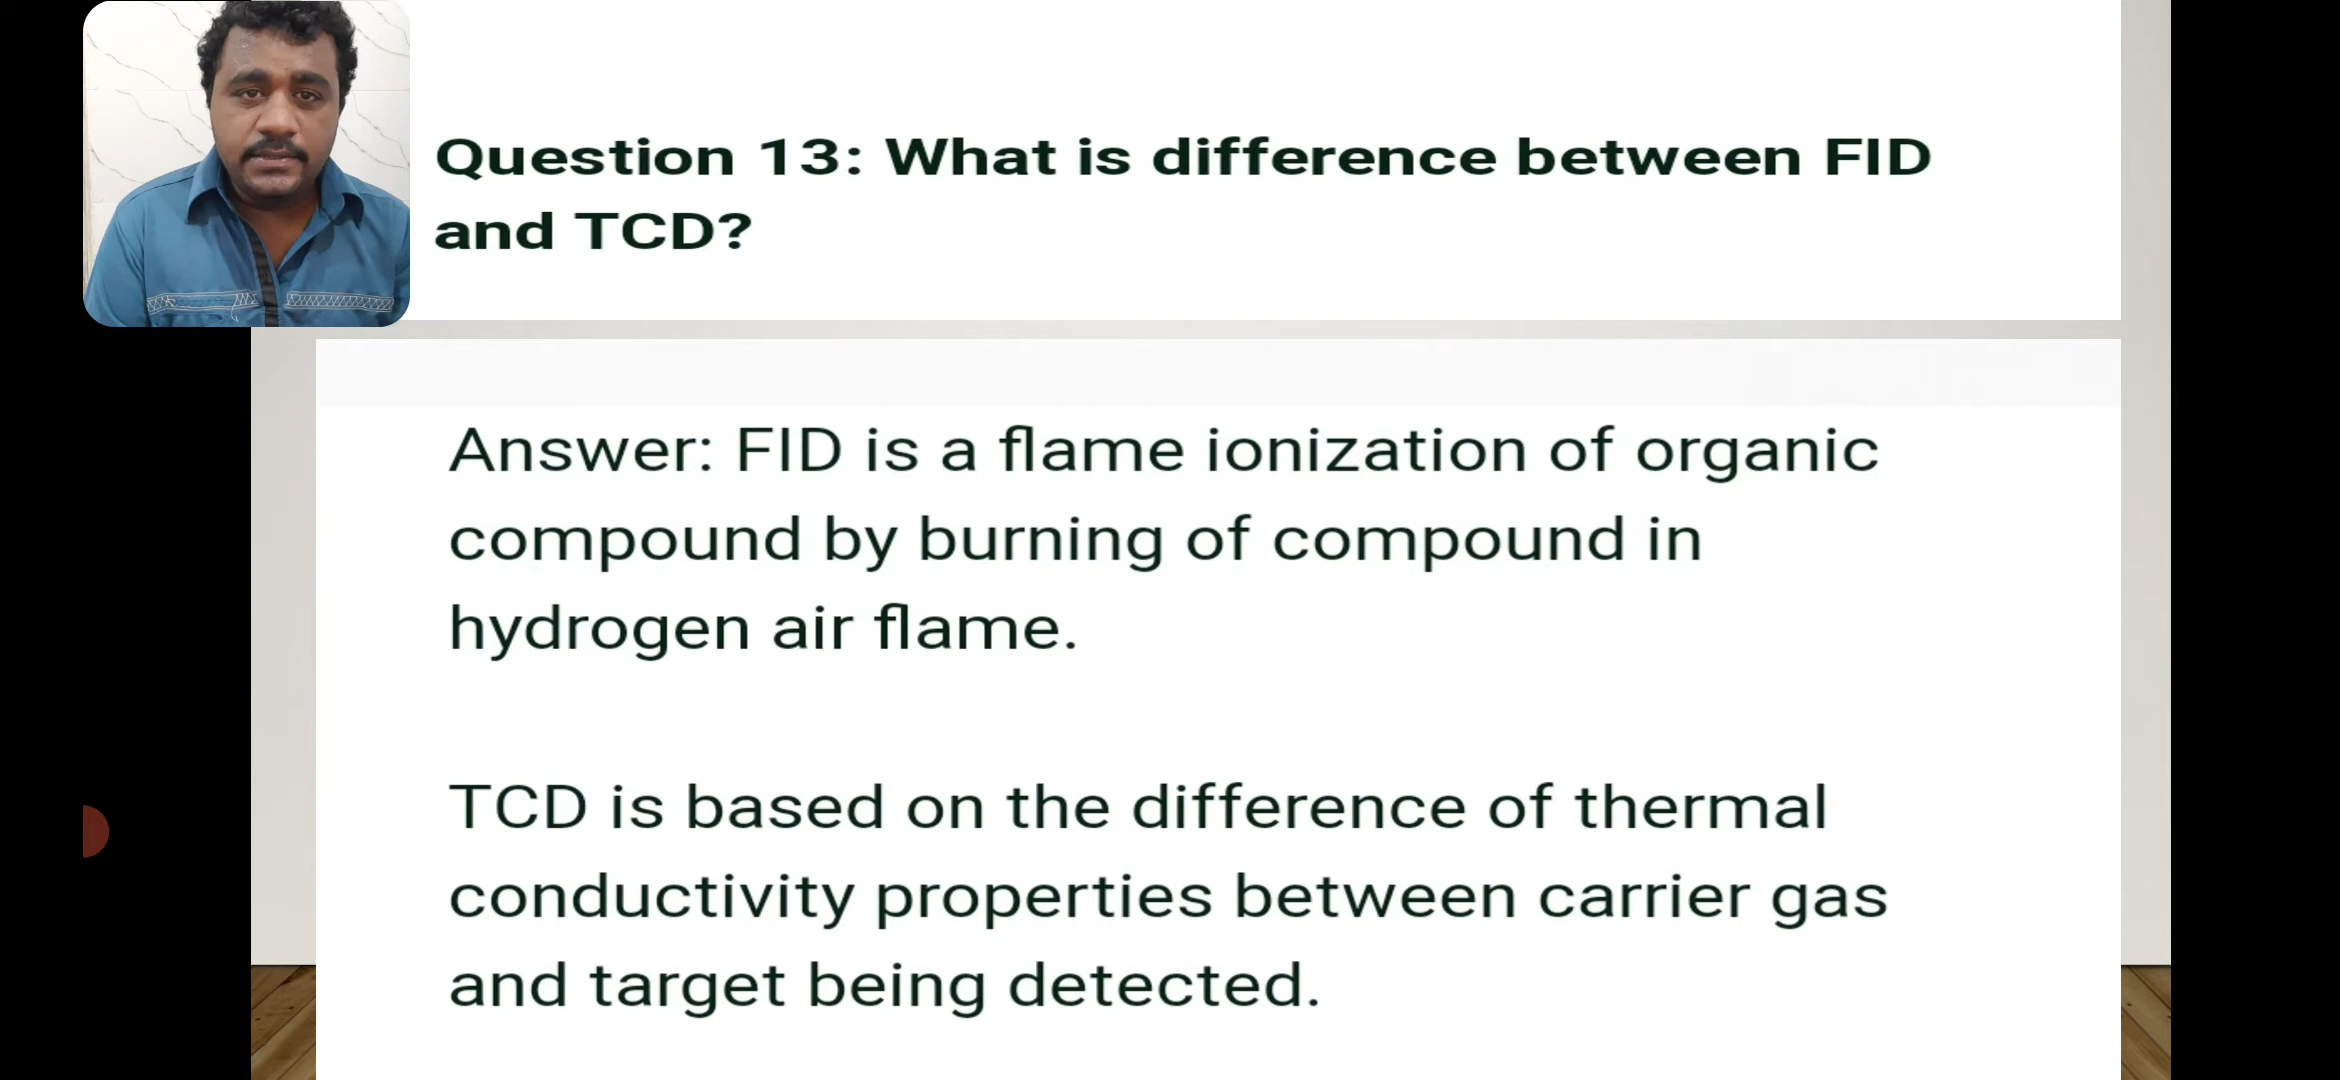 Question 13: What is difference between FID
and TCD?
Answer: FID is a flame ionization of organic
compound by burning of compound in
hydrogen air flame.
TCD is based on the difference of thermal
conductivity properties between carrier gas
and target being detected.